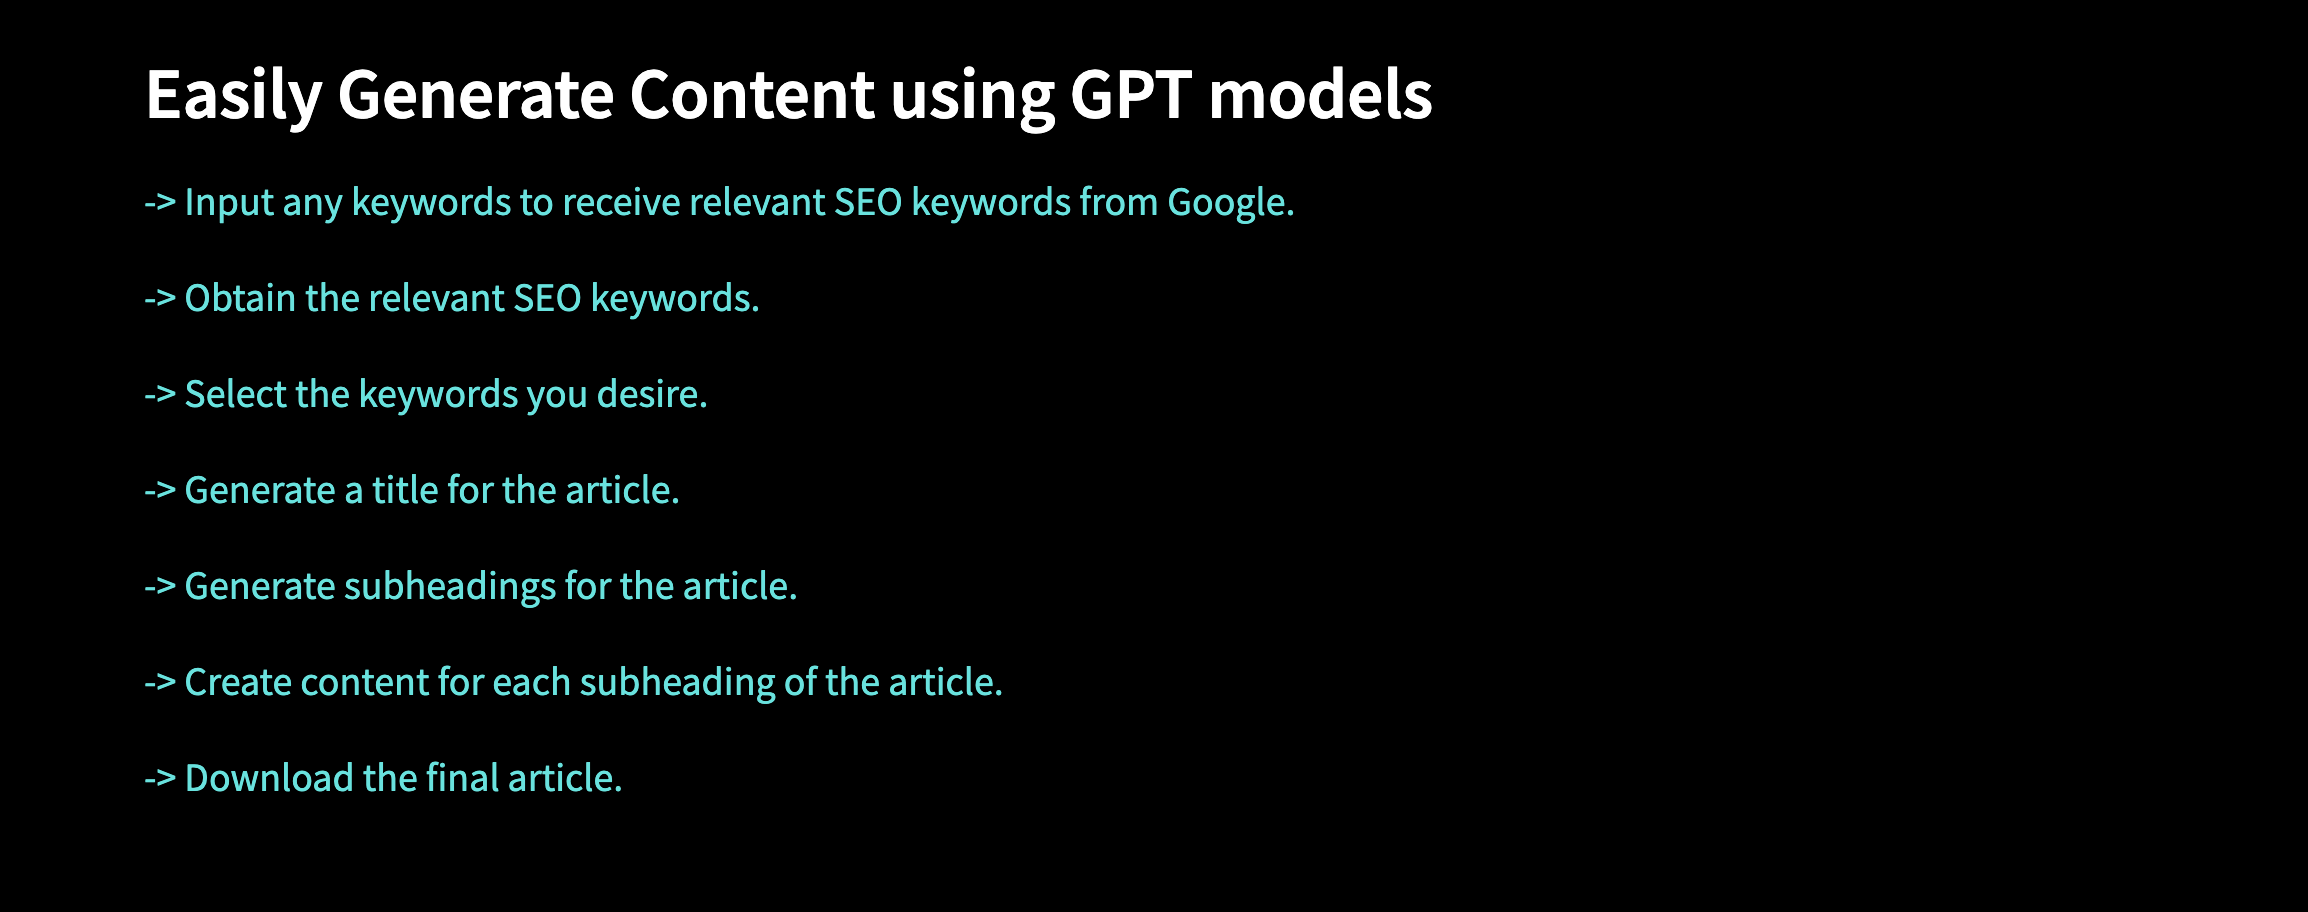 Easily Generate Content using GPT models
-> Input any keywords to receive relevant SEO keywords from Google.
-> Obtain the relevant SEO keywords.
-> Select the keywords you desire.
-> Generate a title for the article.
-> Generate subheadings for the article.
-> Create content for each subheading of the article.
-> Download the final article.